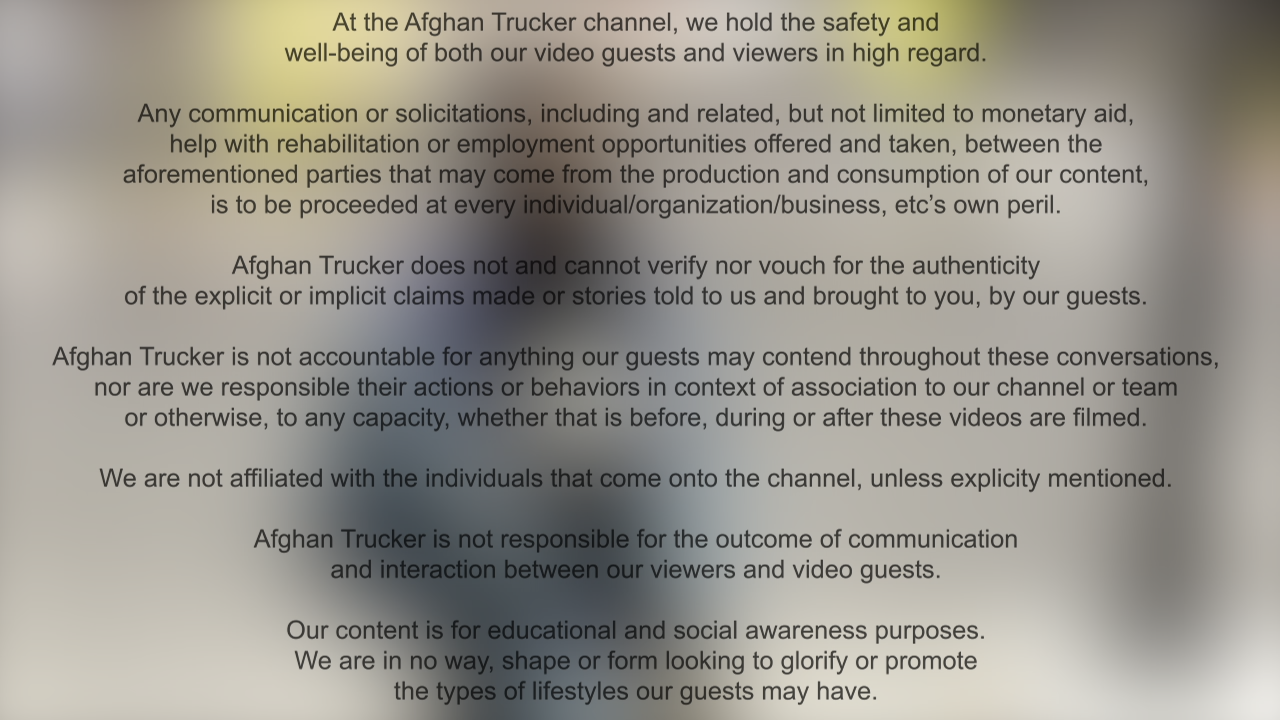 At the Afghan Trucker channel, we hold the safety and
well-being of both our video guests and viewers in high regard.
Any communication or solicitations, including and related, but not limited to monetary aid,
help with rehabilitation or employment opportunities offered and taken, between the
aforementioned parties that may come from the production and consumption of our content,
is to be proceeded at every individual/organization/business, etc’s own peril.
Afghan Trucker does not and cannot verify nor vouch for the authenticity
of the explicit or implicit claims made or stories told to us and brought to you, by our guests.
Afghan Trucker is not accountable for anything our guests may contend throughout these conversations,
nor are we responsible their actions or behaviors in context of association to our channel or team
or otherwise, to any capacity, whether that is before, during or after these videos are filmed.
We are not affiliated with the individuals that come onto the channel, unless explicity mentioned.
Afghan Trucker is not responsible for the outcome of communication
and interaction between our viewers and video guests.
Our content is for educational and social awareness purposes.
We are in no way, shape or form looking to glorify or promote
the types of lifestyles our guests may have.